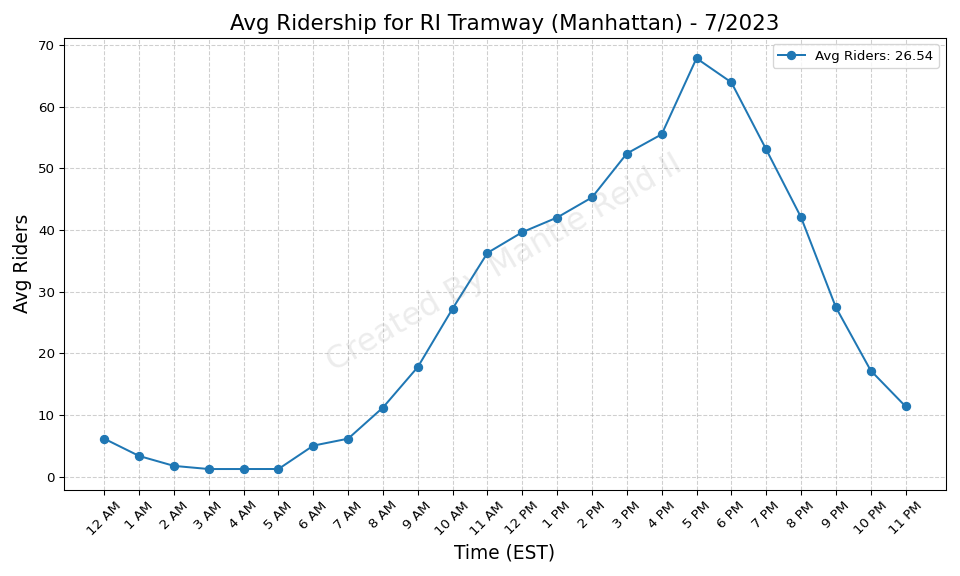 Avg Ridership for RI Tramway (Manhattan) - 7/2023
Avg Riders: 26.54
70
60
50
40
30
20
10
0
Avg Riders
Created By Mantie Reid II
12 AM
1 AM
2 AM
3 AM
4 AM
5 AM
6 AM
7 AM
8 AM
9 AM
10 AM
11 AM
12 PM
1 PM
2 PM
3 PM
4 PM
5 PM
6 PM
7 PM
8 PM
9 PM
10 PM
11 PM
Time (EST)